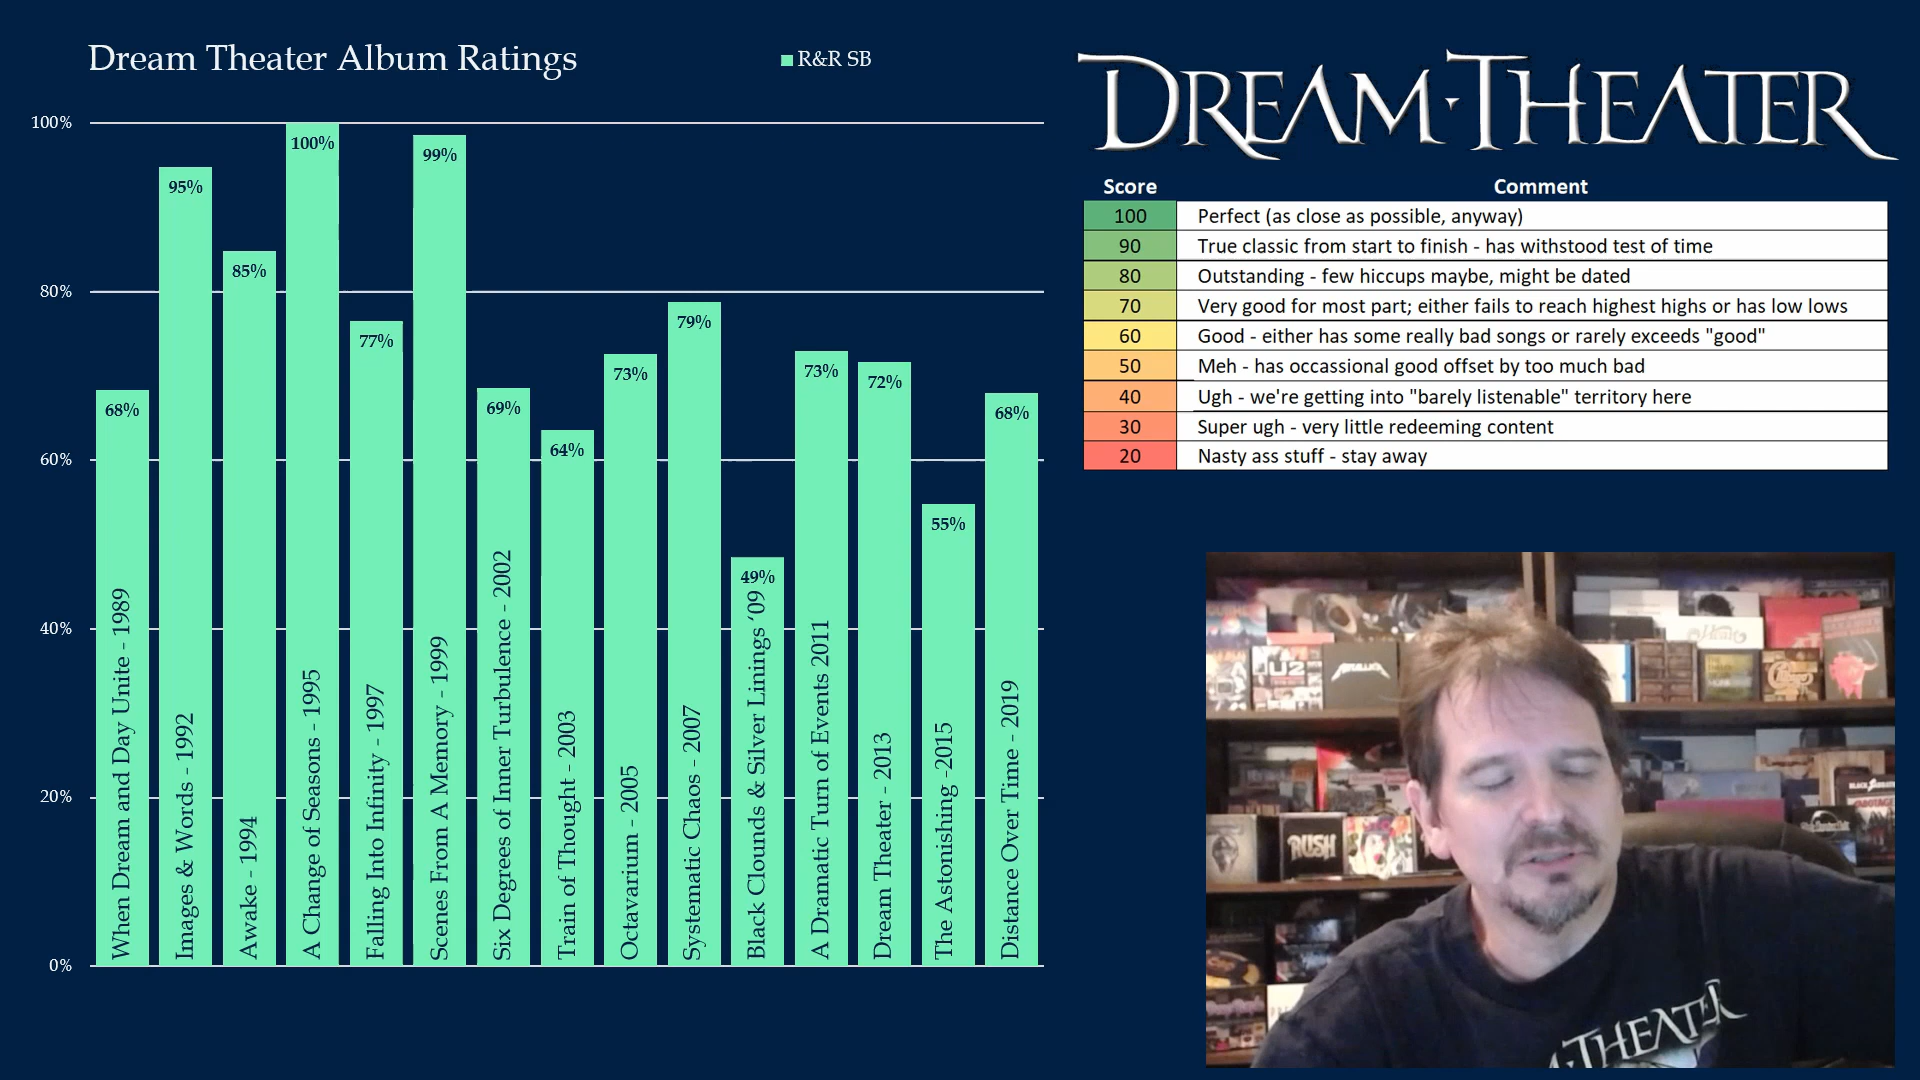 Dream Theater Album Ratings
R&R SB
100%
80%
60%
40%
20%
0%
68%
95%
85%
100%
77%
99%
69%
64%
73%
79%
49%
73%
72%
55%
68%
When Dream and Day Unite - 1989
Images & Words - 1992
Awake - 1994
A Change of Seasons - 1995
Falling Into Infinity - 1997
Scenes From A Memory - 1999
Six Degrees of Inner Turbulence - 2002
Train of Thought - 2003
Octavarium - 2005
Systematic Chaos - 2007
Black Clounds & Silver Linings ‘09
A Dramatic Turn of Events 2011
Dream Theater - 2013
The Astonishing -2015
Distance Over Time - 2019
DREAM THEATER
Score Comment
100 Perfect (as close as possible, anyway)
90 True classic from start to finish - has withstood test of time
80 Outstanding - few hiccups maybe, might be dated
70 Very good for most part; either fails to reach highest highs or has low lows
60 Good - either has some really bad songs or rarely exceeds "good"
50 Meh - has occassional good offset by too much bad
40 Ugh - we're getting into "barely listenable" territory here
30 Super ugh - very little redeeming content
20 Nasty ass stuff - stay away
U2
METALLICA
Chicago
BLACK SABBATH
RUSH
THEATER